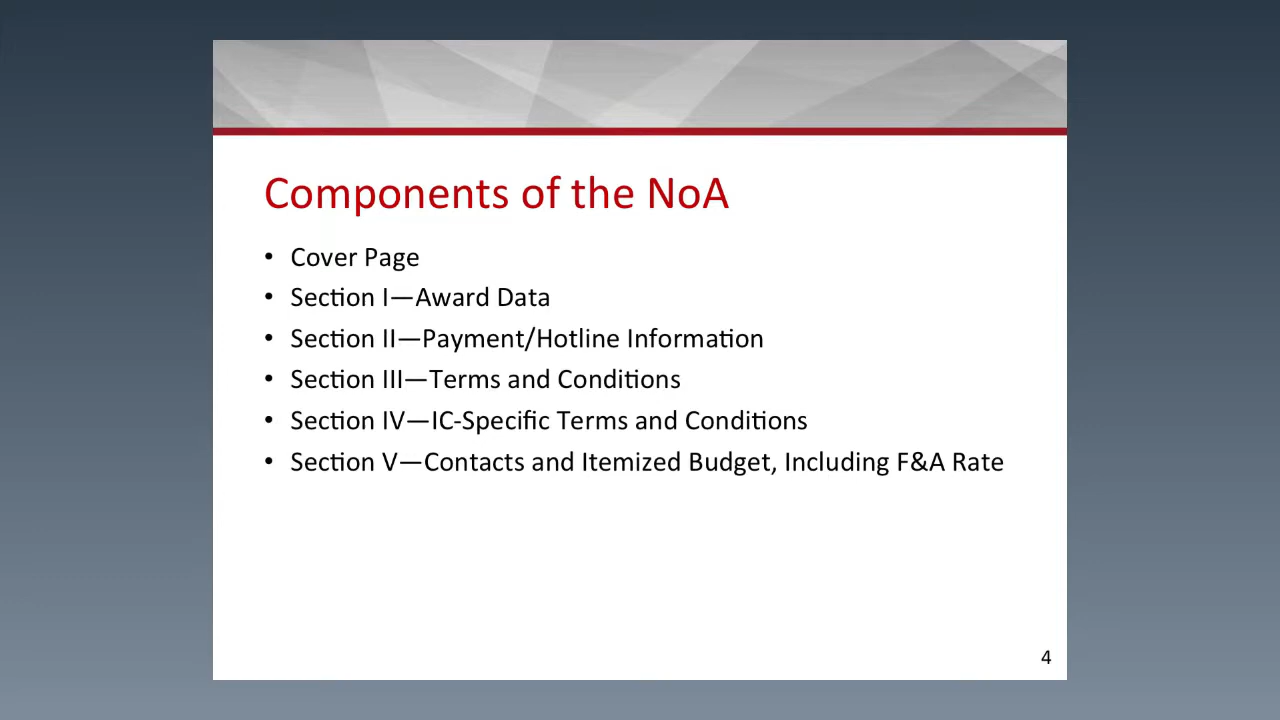 Components of the NoA
• Cover Page
• Section I—Award Data
• Section II—Payment/Hotline Information
• Section III—Terms and Conditions
• Section IV—IC-Specific Terms and Conditions
• Section V—Contacts and Itemized Budget, Including F&A Rate
4